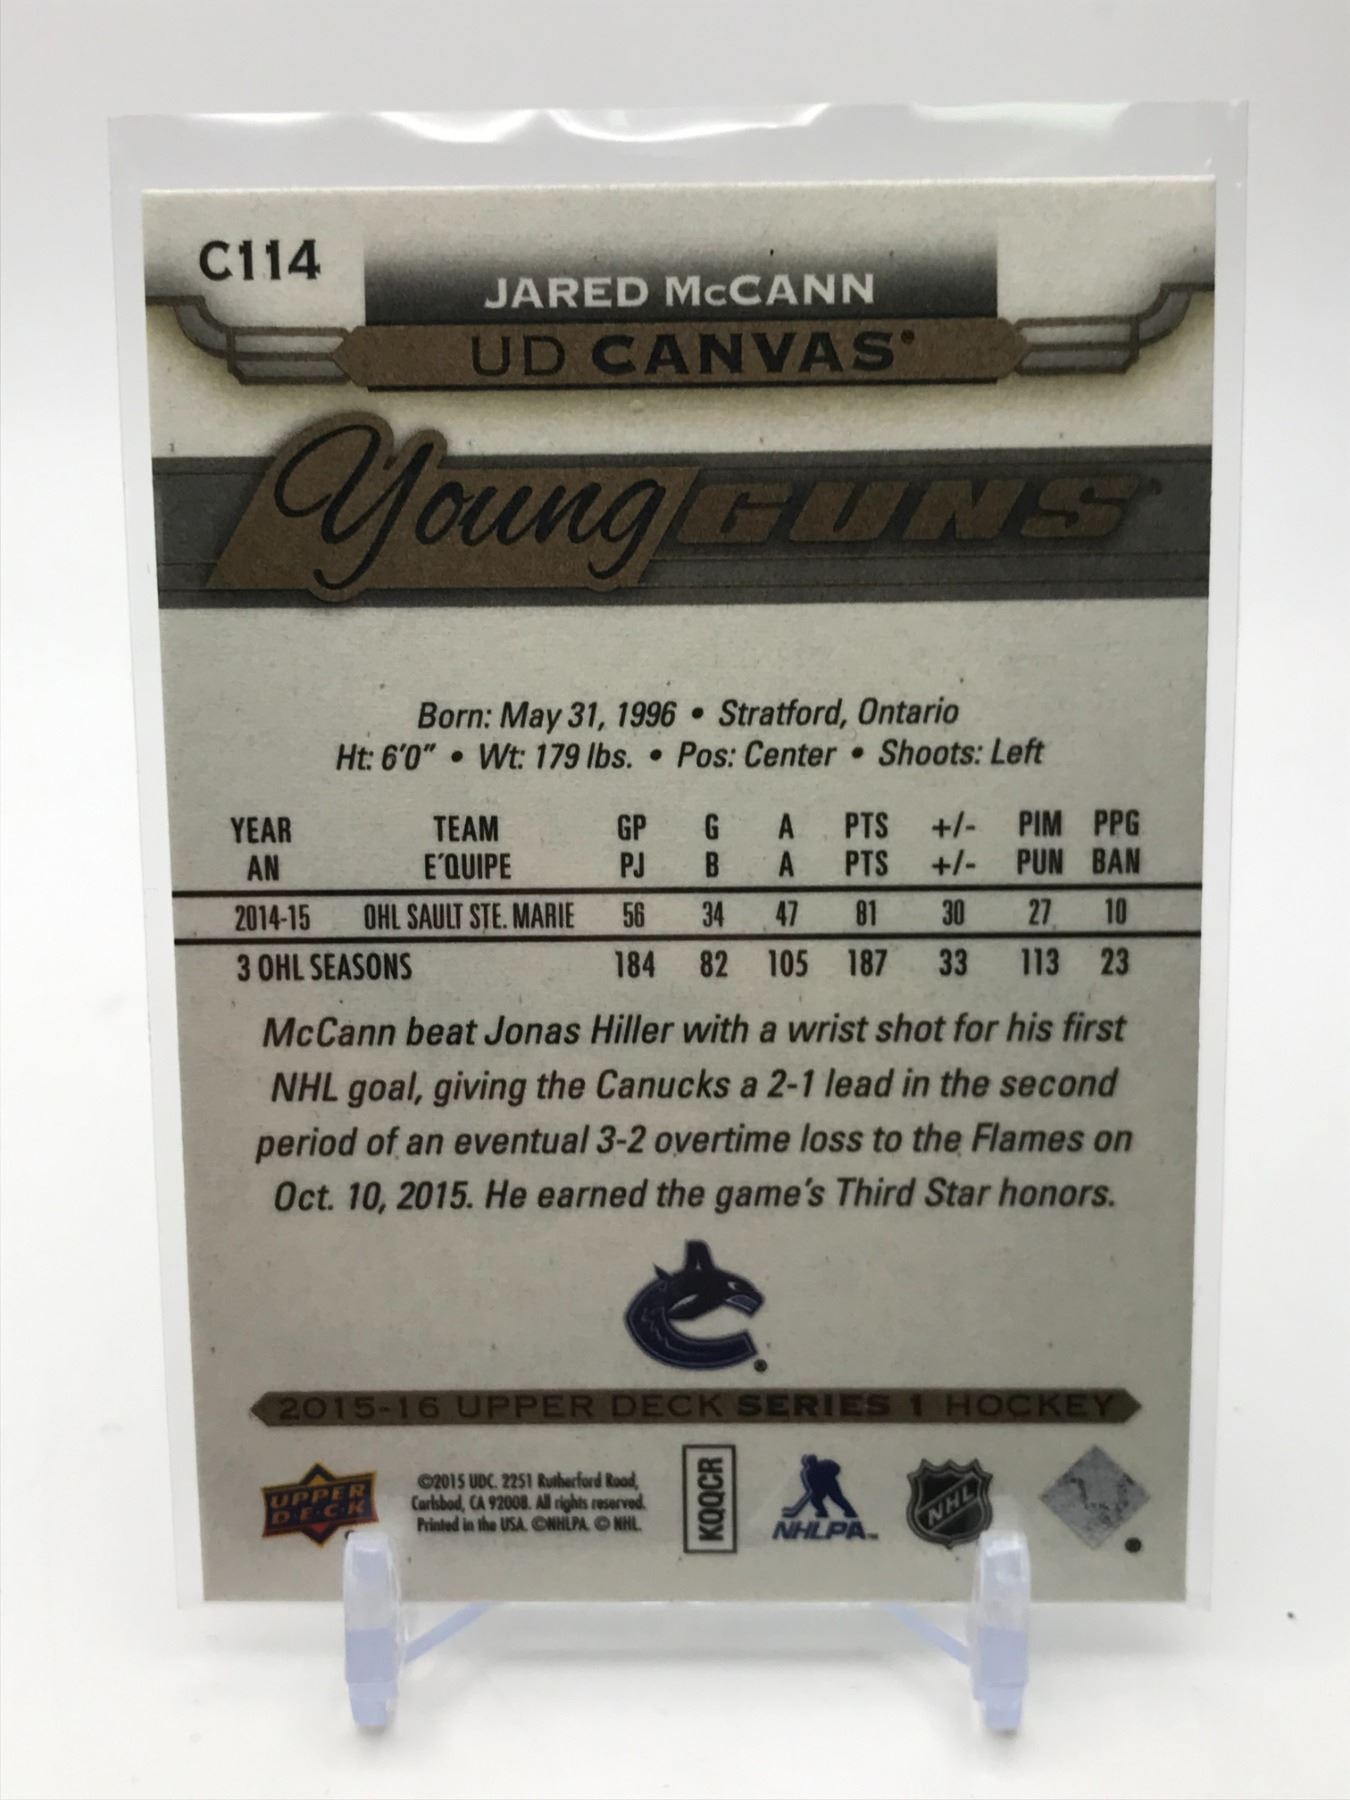 C114
JARED McCANN
UD CANVAS®
Young GUNS®
Born: May 31, 1996 • Stratford, Ontario
Ht: 6'0" • Wt: 179 lbs. • Pos: Center • Shoots: Left
YEAR TEAM GP G A PTS +/- PIM PPG
AN E´QUIPE PJ B A PTS +/- PUN BAN
2014-15 OHL SAULT STE. MARIE 56 34 47 81 30 27 10
3 OHL SEASONS 184 82 105 187 33 113 23
McCann beat Jonas Hiller with a wrist shot for his first
NHL goal, giving the Canucks a 2-1 lead in the second
period of an eventual 3-2 overtime loss to the Flames on
Oct. 10, 2015. He earned the game's Third Star honors.
2015-16 UPPER DECK SERIES 1 HOCKEY
UPPER
DECK
©2015 UDC. 2251 Rutherford Road,
Carlsbad, CA 92008. All rights reserved.
Printed in the USA. ©NHLPA. © NHL.
KQQCR
NHLPA™
NHL